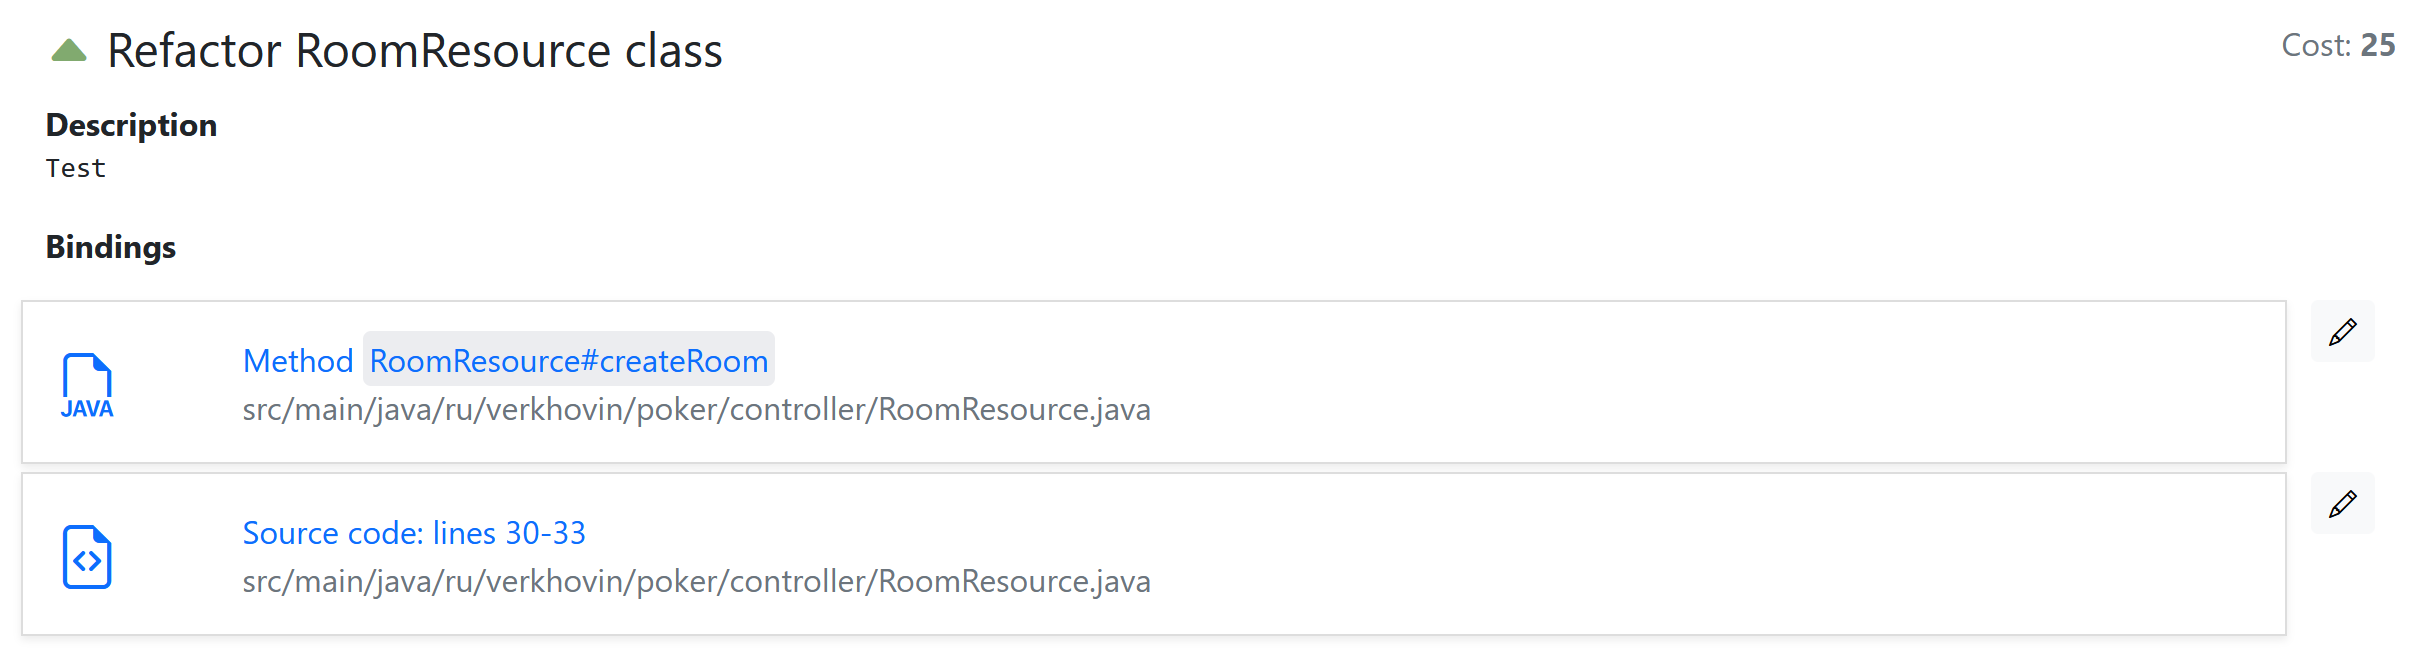 Refactor RoomResource class
Cost: 25
Description
Test
Bindings
Method RoomResource#createRoom
src/main/java/ru/verkhovin/poker/controller/RoomResource.java
JAVA
Source code: lines 30-33
src/main/java/ru/verkhovin/poker/controller/RoomResource.java